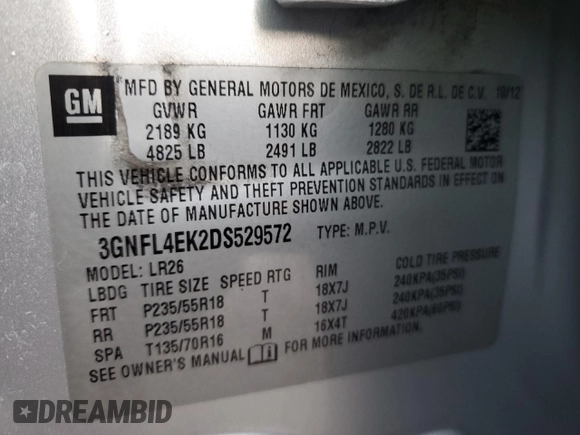 GM
MFD BY GENERAL MOTORS DE MEXICO, S. DE R.L. DE C.V. 10/12
GVWR GAWR FRT GAWR RR
2189 KG 1130 KG 1280 KG
4825 LB 2491 LB 2822 LB
THIS VEHICLE CONFORMS TO ALL APPLICABLE U.S. FEDERAL MOTOR
VEHICLE SAFETY AND THEFT PREVENTION STANDARDS IN EFFECT ON
THE DATE OF MANUFACTURE SHOWN ABOVE.
3GNFL4EK2DS529572 TYPE: M.P.V.
MODEL: LR26
LBDG TIRE SIZE SPEED RTG RIM COLD TIRE PRESSURE
FRT P235/55R18 T 18X7J 240KPA(35PSI)
RR P235/55R18 T 18X7J 240KPA(35PSI)
SPA T135/70R16 M 16X4T 420KPA(60PSI)
SEE OWNER'S MANUAL FOR MORE INFORMATION.
DREAMBID